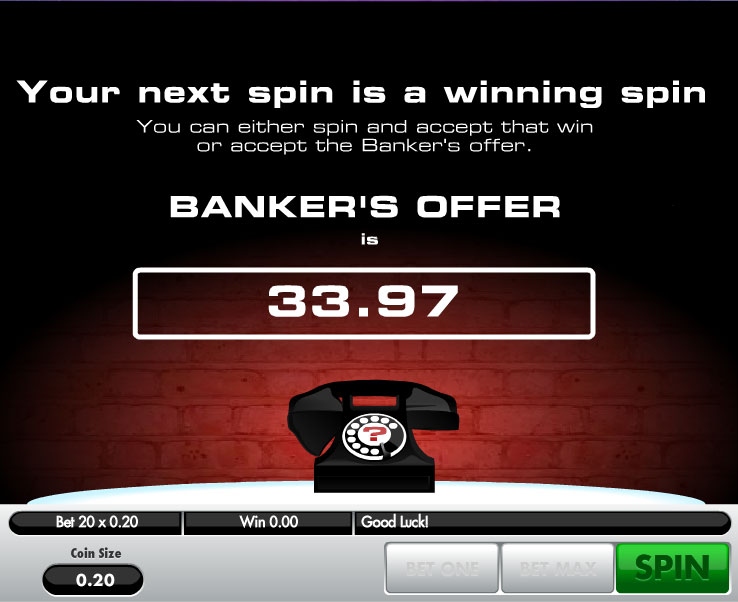 Your next spin is a winning spin
You can either spin and accept that win
or accept the Banker's offer.
BANKER'S OFFER
is
33.97
?
Bet 20 x 0.20 Win 0.00 Good Luck!
Coin Size
0.20
BET ONE BET MAX SPIN